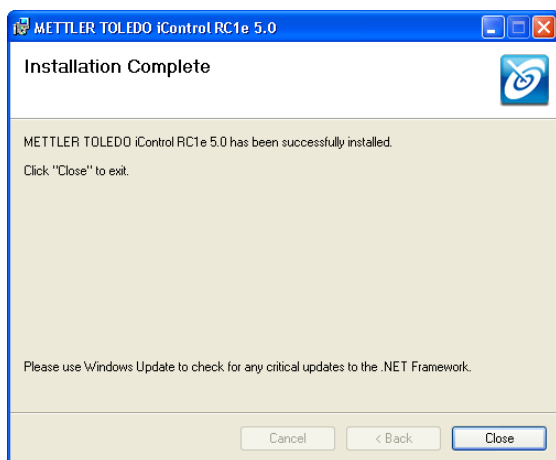 METTLER TOLEDO iControl RC1e 5.0
Installation Complete
METTLER TOLEDO iControl RC1e 5.0 has been successfully installed.
Click "Close" to exit.
Please use Windows Update to check for any critical updates to the .NET Framework.
Cancel
< Back
Close